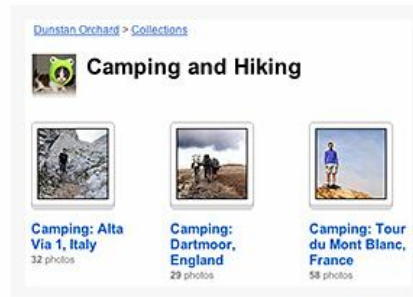 Dunstan Orchard > Collections
Camping and Hiking
Camping: Alta
Via 1, Italy
32 photos
Camping:
Dartmoor,
England
29 photos
Camping: Tour
du Mont Blanc,
France
58 photos